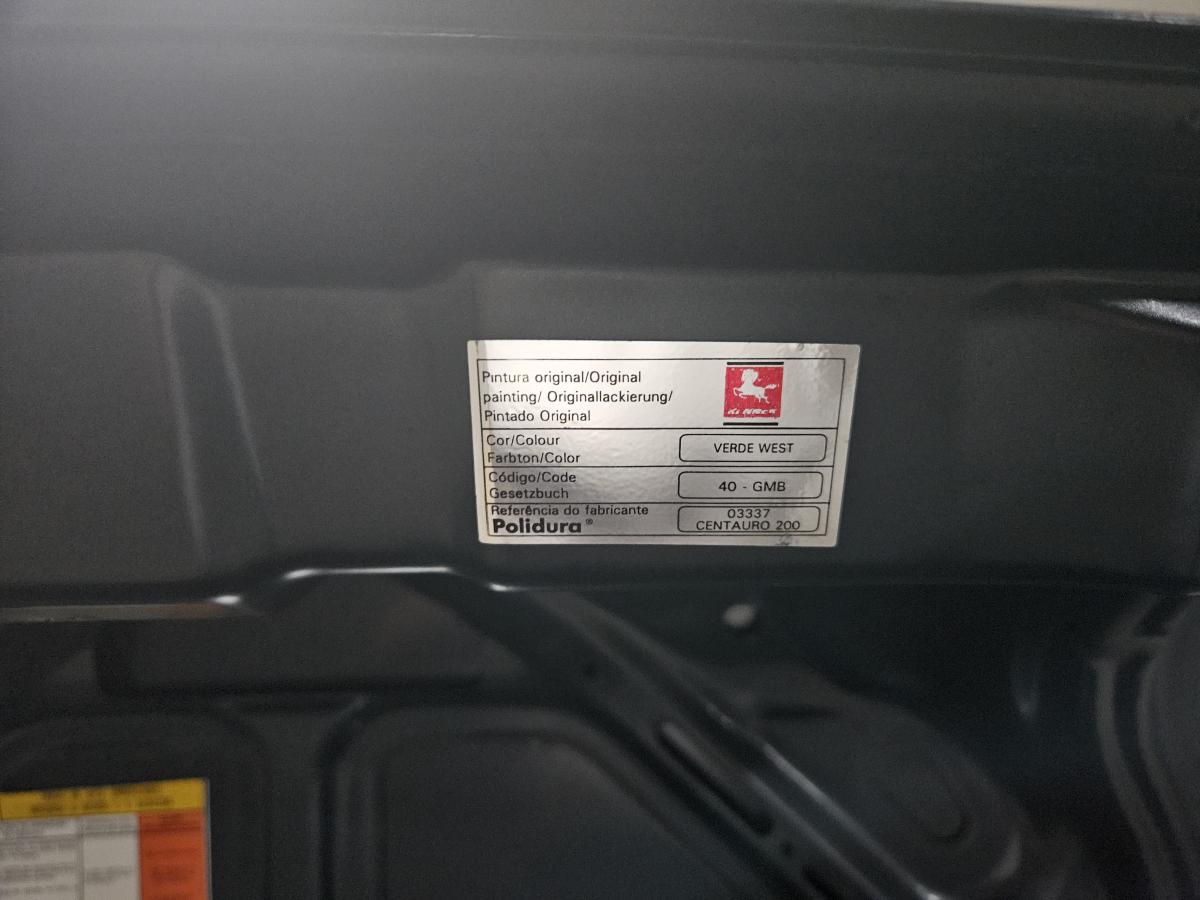 Pintura original/Original
painting/ Originallackierung/
Pintado Original
Cor/Colour
Farbton/Color
VERDE WEST
Código/Code
Gesetzbuch
40 - GMB
Referência do fabricante
Polidura®
03337
CENTAURO 200